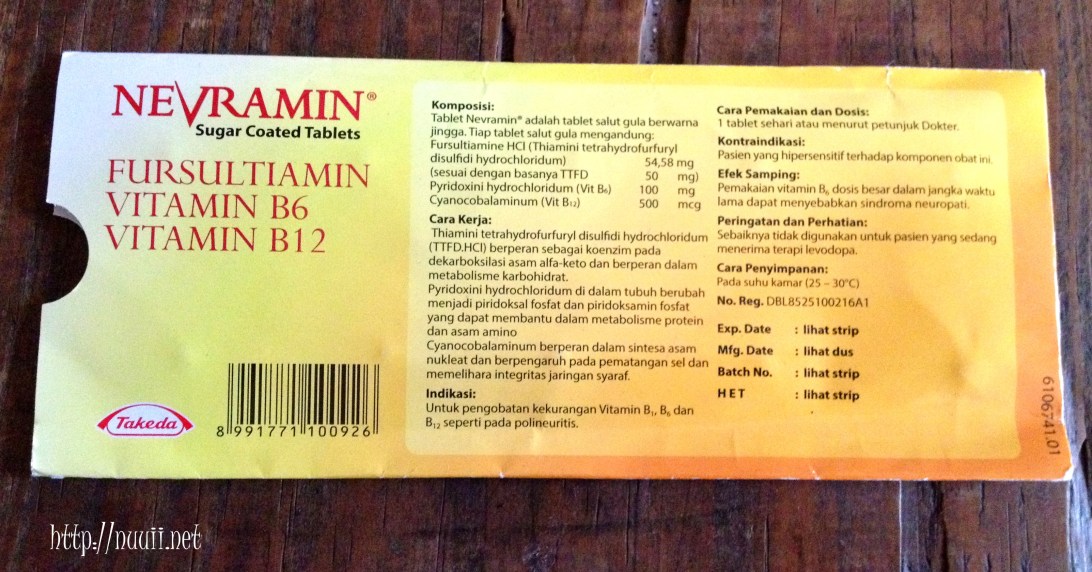 NEVRAMIN®
Sugar Coated Tablets
FURSULTIAMIN
VITAMIN B6
VITAMIN B12
Takeda
8 991771 100926
Komposisi:
Tablet Nevramin® adalah tablet salut gula berwarna
jingga. Tiap tablet salut gula mengandung:
Fursultiamine HCl (Thiamini tetrahydrofurfuryl
disulfidi hydrochloridum) 54,58 mg
(sesuai dengan basanya TTFD 50 mg)
Pyridoxini hydrochloridum (Vit B₆) 100 mg
Cyanocobalaminum (Vit B₁₂) 500 mcg
Cara Kerja:
Thiamini tetrahydrofurfuryl disulfidi hydrochloridum
(TTFD.HCl) berperan sebagai koenzim pada
dekarboksilasi asam alfa-keto dan berperan dalam
metabolisme karbohidrat.
Pyridoxini hydrochloridum di dalam tubuh berubah
menjadi piridoksal fosfat dan piridoksamin fosfat
yang dapat membantu dalam metabolisme protein
dan asam amino
Cyanocobalaminum berperan dalam sintesa asam
nukleat dan berpengaruh pada pematangan sel dan
memelihara integritas jaringan syaraf.
Indikasi:
Untuk pengobatan kekurangan Vitamin B₁, B₆ dan
B₁₂ seperti pada polineuritis.
Cara Pemakaian dan Dosis:
1 tablet sehari atau menurut petunjuk Dokter.
Kontraindikasi:
Pasien yang hipersensitif terhadap komponen obat ini.
Efek Samping:
Pemakaian vitamin B₆ dosis besar dalam jangka waktu
lama dapat menyebabkan sindroma neuropati.
Peringatan dan Perhatian:
Sebaiknya tidak digunakan untuk pasien yang sedang
menerima terapi levodopa.
Cara Penyimpanan:
Pada suhu kamar (25 – 30°C)
No. Reg. DBL8525100216A1
Exp. Date : lihat strip
Mfg. Date : lihat dus
Batch No. : lihat strip
H E T : lihat strip
6106741.01
http://nuuii.net